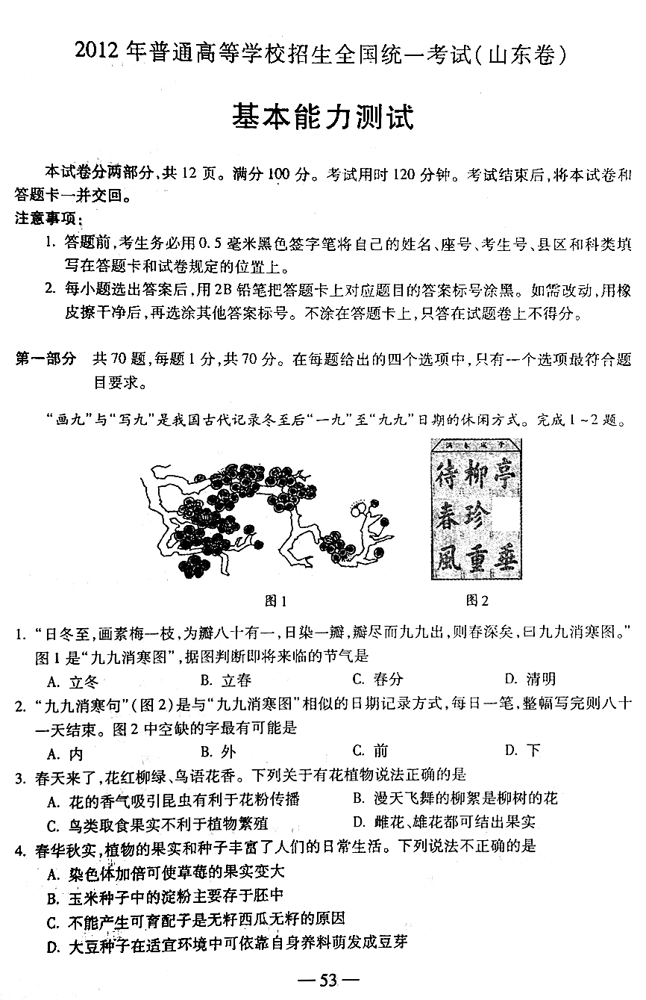 2012年普通高等学校招生全国统一考试(山东卷)
基本能力测试
本试卷分两部分,共12页。满分100分。考试用时120分钟。考试结束后,将本试卷和
答题卡一并交回。
注意事项:
1. 答题前,考生务必用0.5毫米黑色签字笔将自己的姓名、座号、考生号、县区和科类填
写在答题卡和试卷规定的位置上。
2. 每小题选出答案后,用2B铅笔把答题卡上对应题目的答案标号涂黑。如需改动,用橡
皮擦干净后,再选涂其他答案标号。不涂在答题卡上,只答在试题卷上不得分。
第一部分 共70题,每题1分,共70分。在每题给出的四个选项中,只有一个选项最符合题
目要求。
“画九”与“写九”是我国古代记录冬至后“一九”至“九九”日期的休闲方式。完成1~2题。
待柳亭
春珍
風重垂
图1 图2
1. “日冬至,画素梅一枝,为瓣八十有一,日染一瓣,瓣尽而九九出,则春深矣,曰九九消寒图。”
图1是“九九消寒图”,据图判断即将来临的节气是
A. 立冬 B. 立春 C. 春分 D. 清明
2. “九九消寒句”(图2)是与“九九消寒图”相似的日期记录方式,每日一笔,整幅写完则八十
一天结束。图2中空缺的字最有可能是
A. 内 B. 外 C. 前 D. 下
3. 春天来了,花红柳绿、鸟语花香。下列关于有花植物说法正确的是
A. 花的香气吸引昆虫有利于花粉传播 B. 漫天飞舞的柳絮是柳树的花
C. 鸟类取食果实不利于植物繁殖 D. 雌花、雄花都可结出果实
4. 春华秋实,植物的果实和种子丰富了人们的日常生活。下列说法不正确的是
A. 染色体加倍可使草莓的果实变大
B. 玉米种子中的淀粉主要存于胚中
C. 不能产生可育配子是无籽西瓜无籽的原因
D. 大豆种子在适宜环境中可依靠自身养料萌发成豆芽
— 53 —